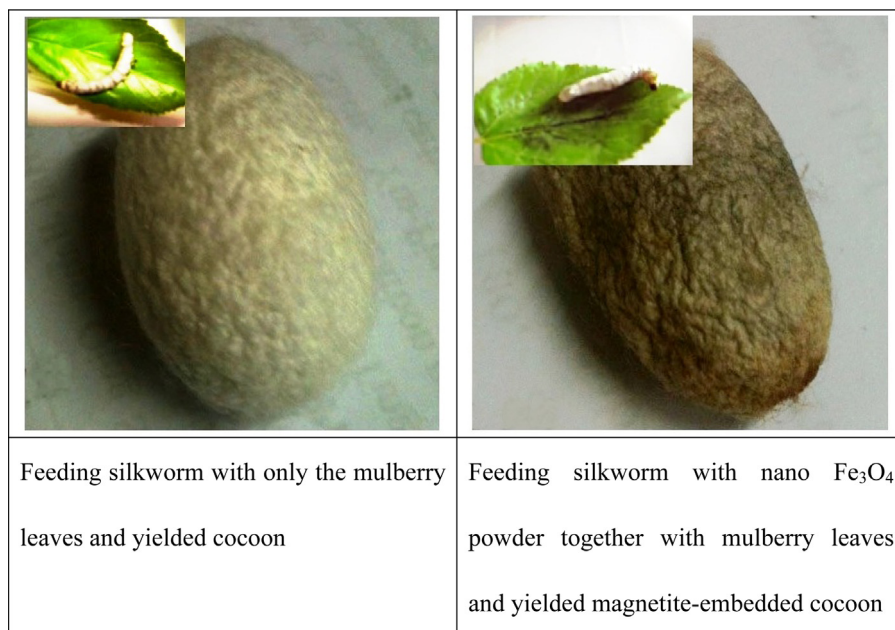 Feeding silkworm with only the mulberry
leaves and yielded cocoon
Feeding silkworm with nano Fe₃O₄
powder together with mulberry leaves
and yielded magnetite-embedded cocoon